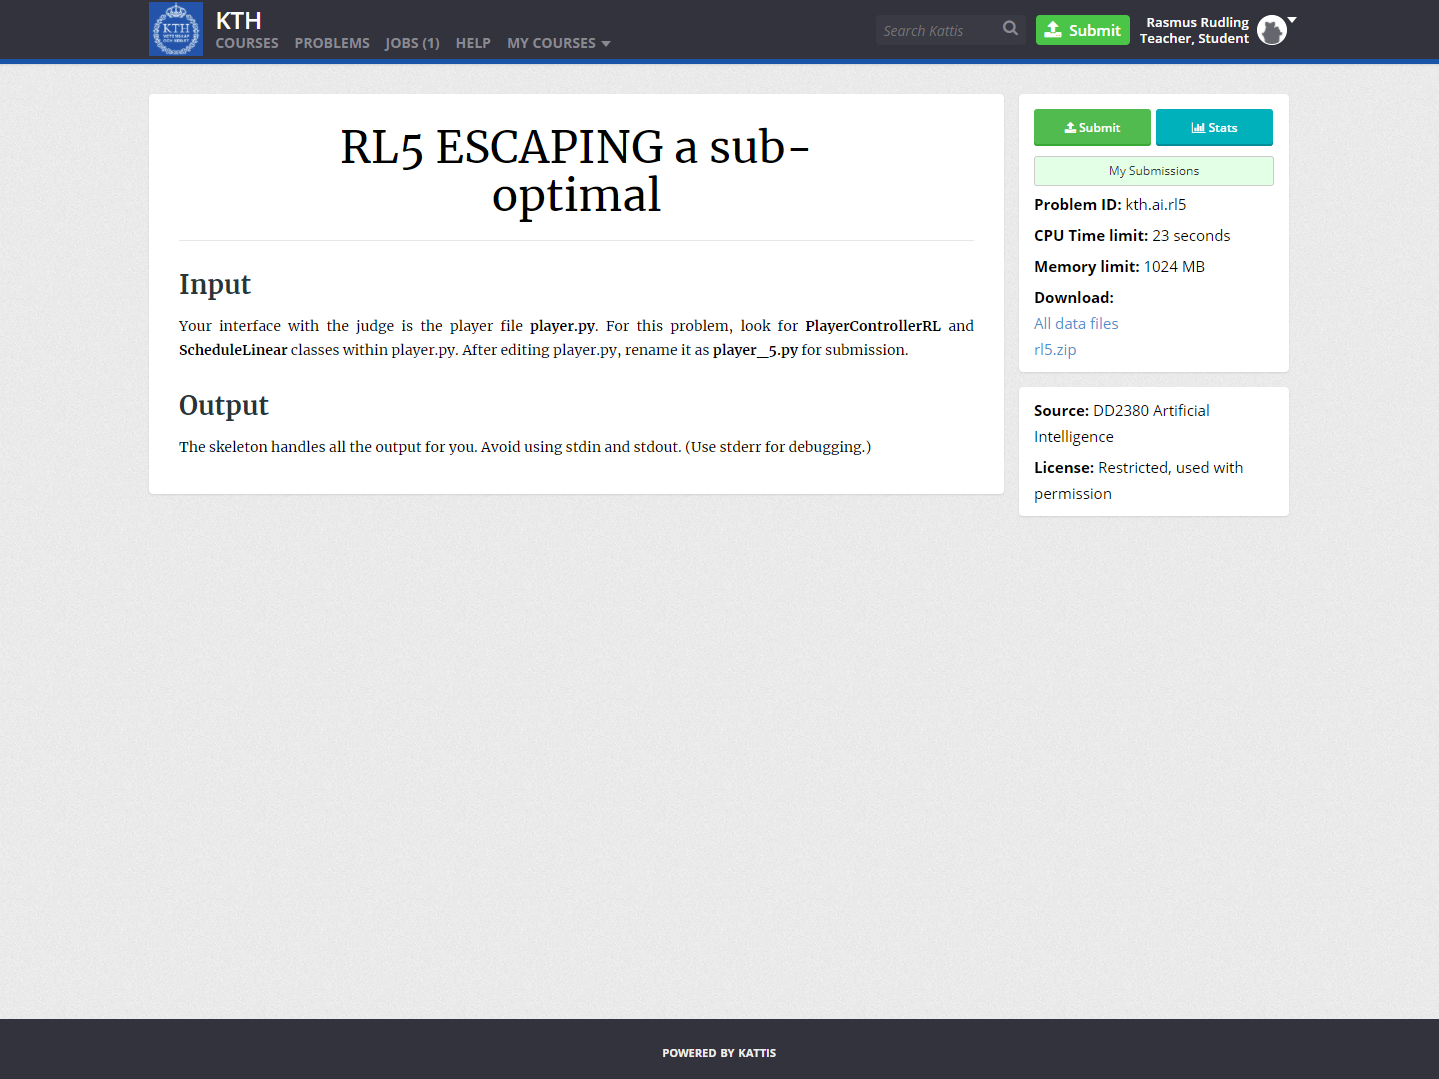 KTH
KTH
COURSES PROBLEMS JOBS (1) HELP MY COURSES
Search Kattis
Submit
Rasmus Rudling
Teacher, Student
RL5 ESCAPING a sub-
optimal
Input
Your interface with the judge is the player file player.py. For this problem, look for PlayerControllerRL and
ScheduleLinear classes within player.py. After editing player.py, rename it as player_5.py for submission.
Output
The skeleton handles all the output for you. Avoid using stdin and stdout. (Use stderr for debugging.)
Submit Stats
My Submissions
Problem ID: kth.ai.rl5
CPU Time limit: 23 seconds
Memory limit: 1024 MB
Download:
All data files
rl5.zip
Source: DD2380 Artificial
Intelligence
License: Restricted, used with
permission
POWERED BY KATTIS